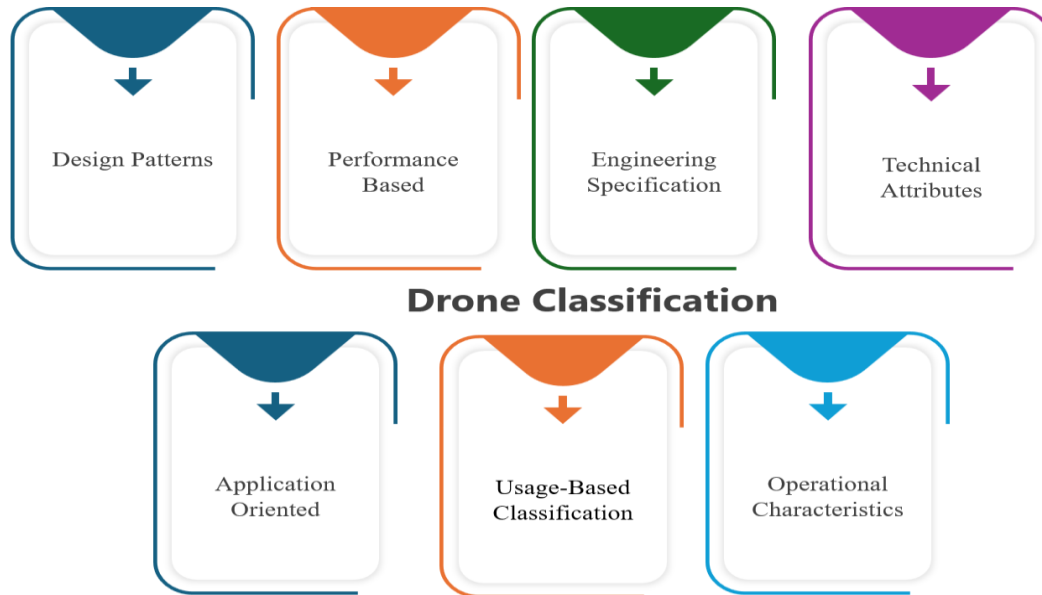 Design Patterns
Performance
Based
Engineering
Specification
Technical
Attributes
Drone Classification
Application
Oriented
Usage-Based
Classification
Operational
Characteristics